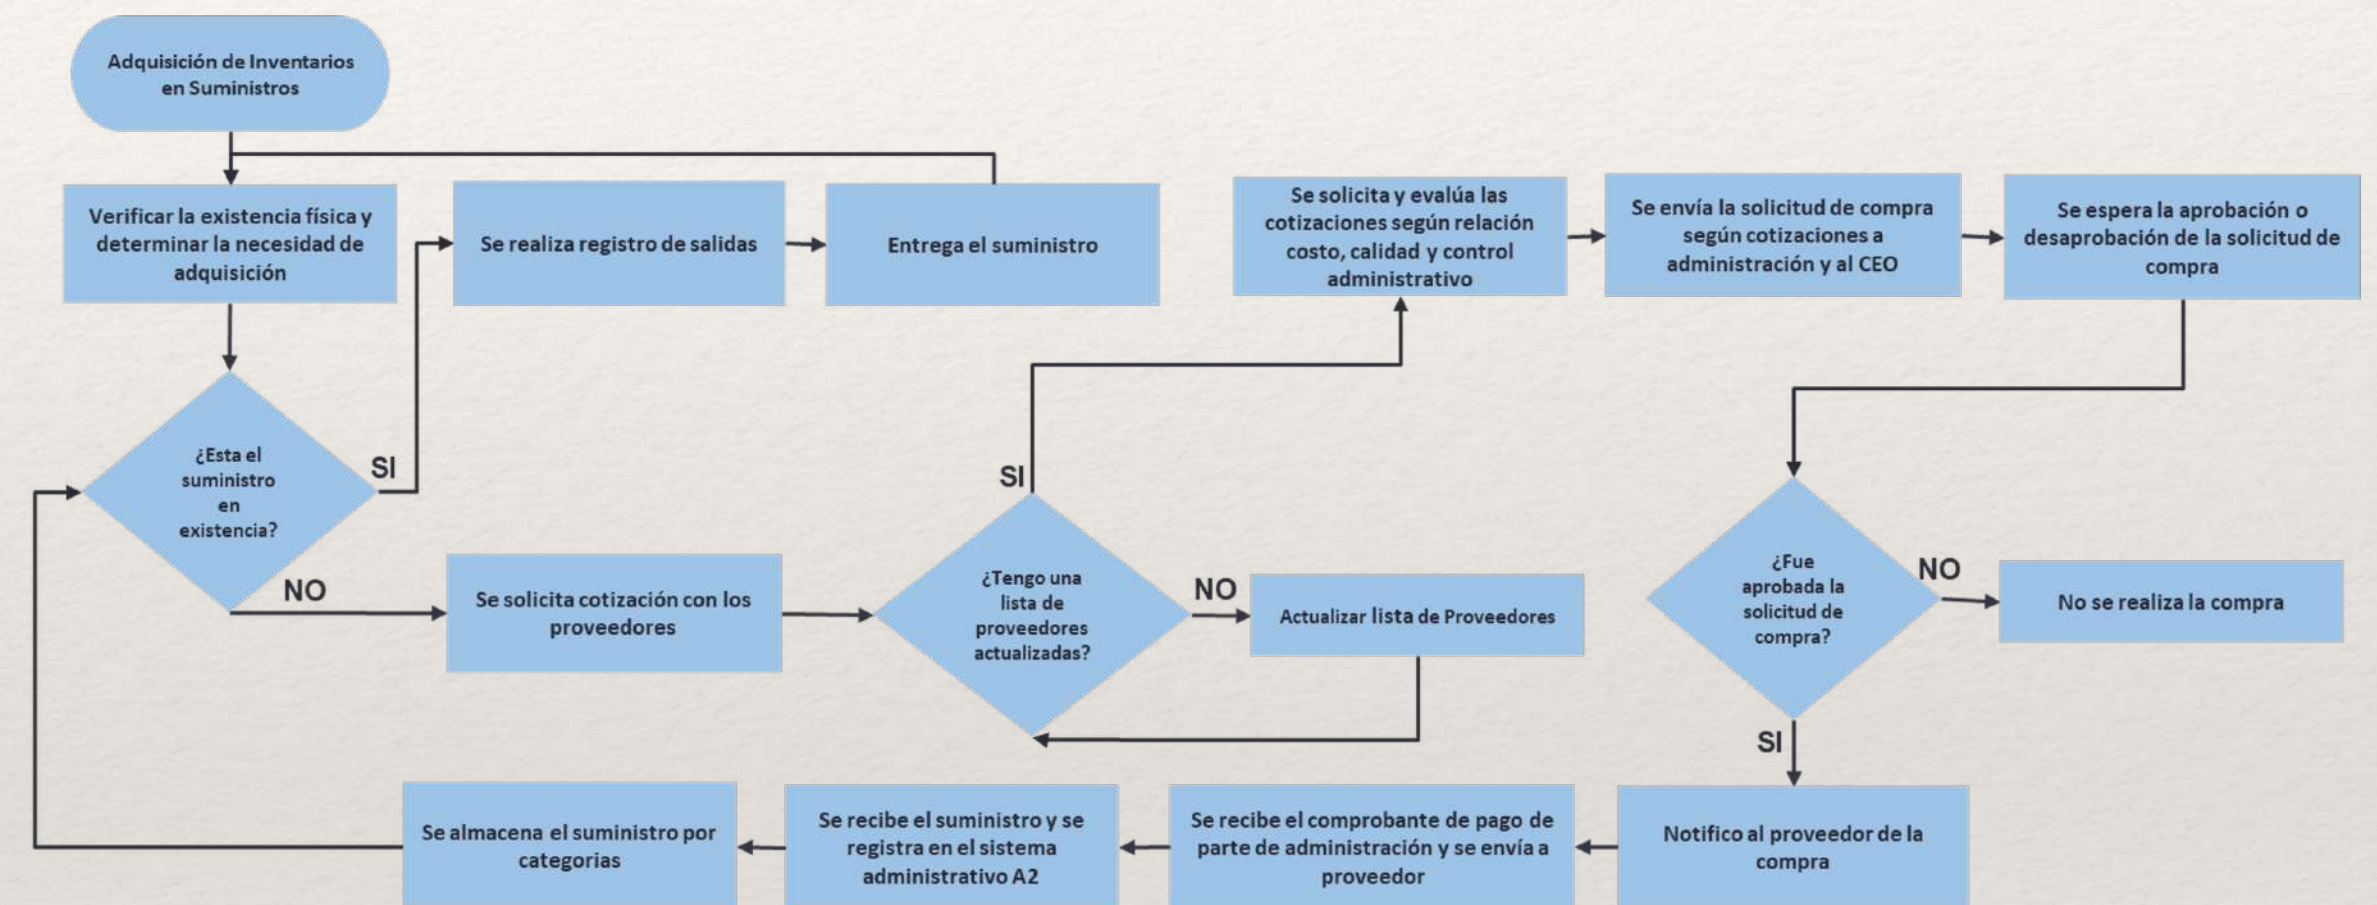 Adquisición de Inventarios
en Suministros
Verificar la existencia física y
determinar la necesidad de
adquisición
Se realiza registro de salidas
Entrega el suministro
Se solicita y evalúa las
cotizaciones según relación
costo, calidad y control
administrativo
Se envía la solicitud de compra
según cotizaciones a
administración y al CEO
Se espera la aprobación o
desaprobación de la solicitud de
compra
¿Esta el
suministro
en
existencia?
SI
NO
Se solicita cotización con los
proveedores
SI
¿Tengo una
lista de
proveedores
actualizadas?
NO
Actualizar lista de Proveedores
¿Fue
aprobada la
solicitud de
compra?
NO
No se realiza la compra
SI
Se almacena el suministro por
categorias
Se recibe el suministro y se
registra en el sistema
administrativo A2
Se recibe el comprobante de pago de
parte de administración y se envía a
proveedor
Notifico al proveedor de la
compra